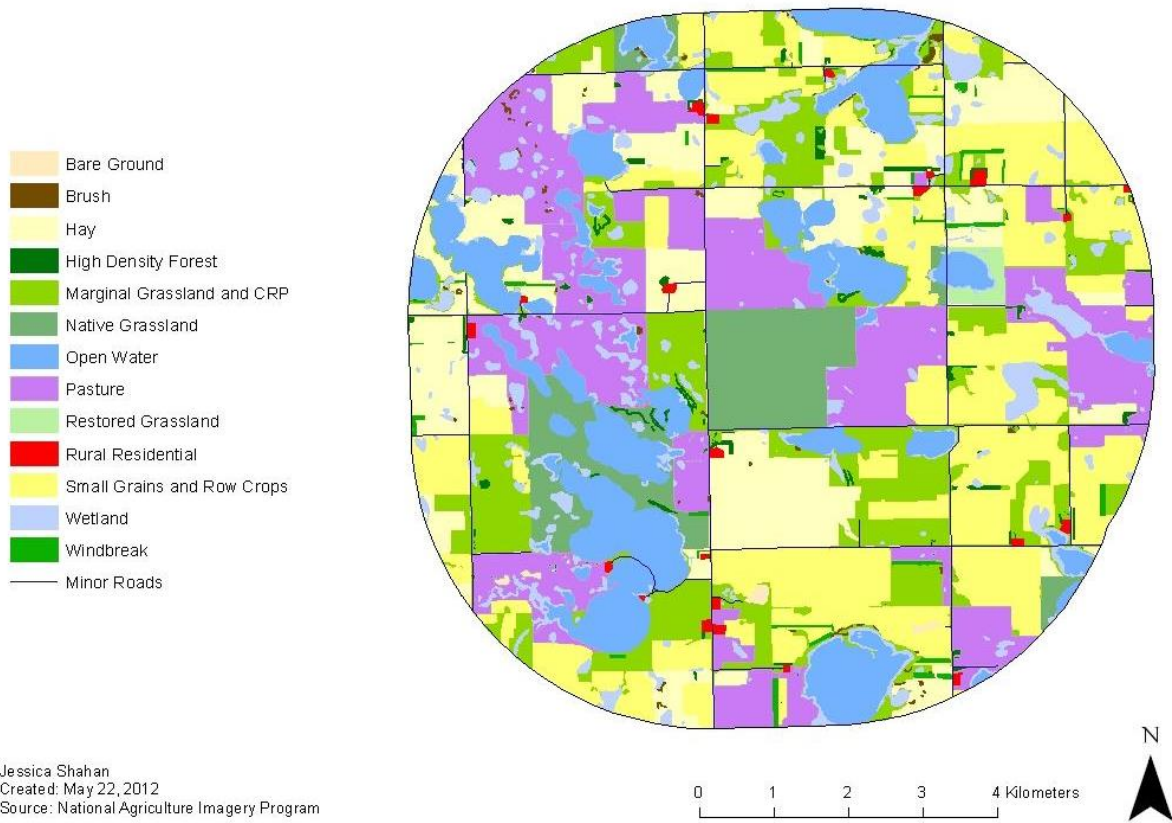 Bare Ground
Brush
Hay
High Density Forest
Marginal Grassland and CRP
Native Grassland
Open Water
Pasture
Restored Grassland
Rural Residential
Small Grains and Row Crops
Wetland
Windbreak
Minor Roads
Jessica Shahan
Created: May 22, 2012
Source: National Agriculture Imagery Program
0 1 2 3 4 Kilometers
N